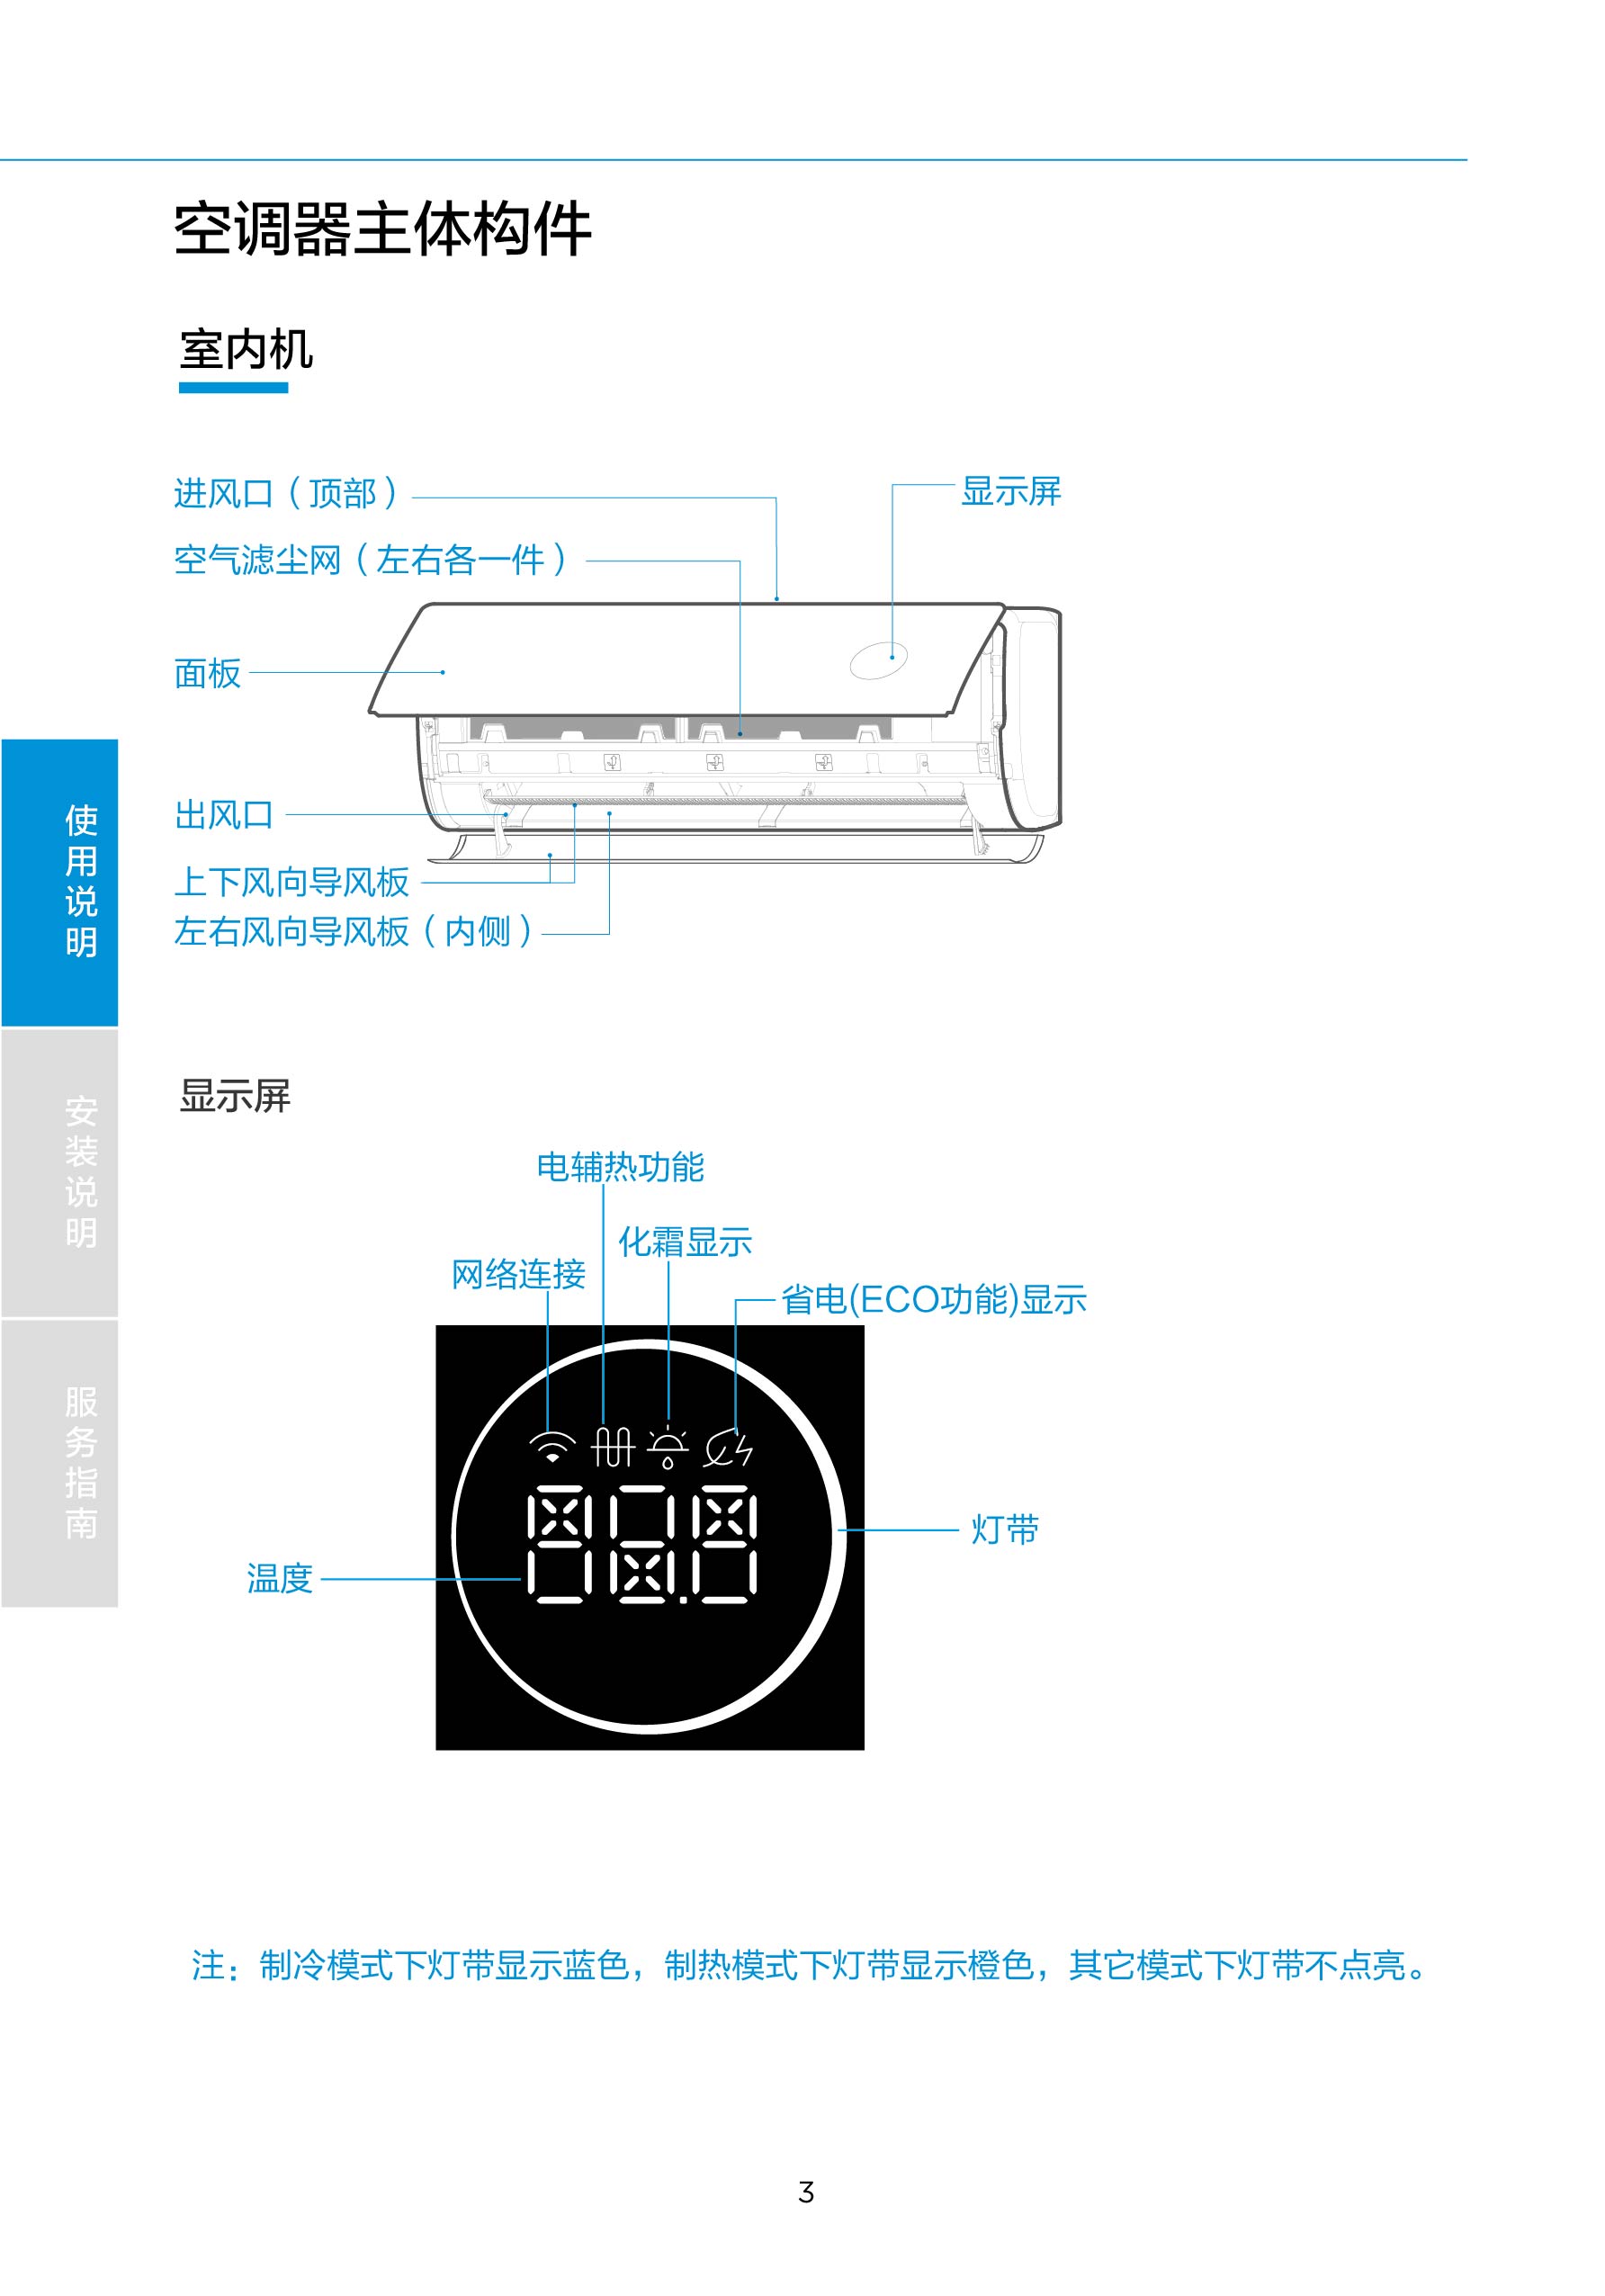 空调器主体构件
室内机
进风口（顶部）
显示屏
空气滤尘网（左右各一件）
面板
出风口
上下风向导风板
左右风向导风板（内侧）
使用说明
安装说明
服务指南
显示屏
电辅热功能
化霜显示
网络连接
省电(ECO功能)显示
灯带
温度
注：制冷模式下灯带显示蓝色，制热模式下灯带显示橙色，其它模式下灯带不点亮。
3